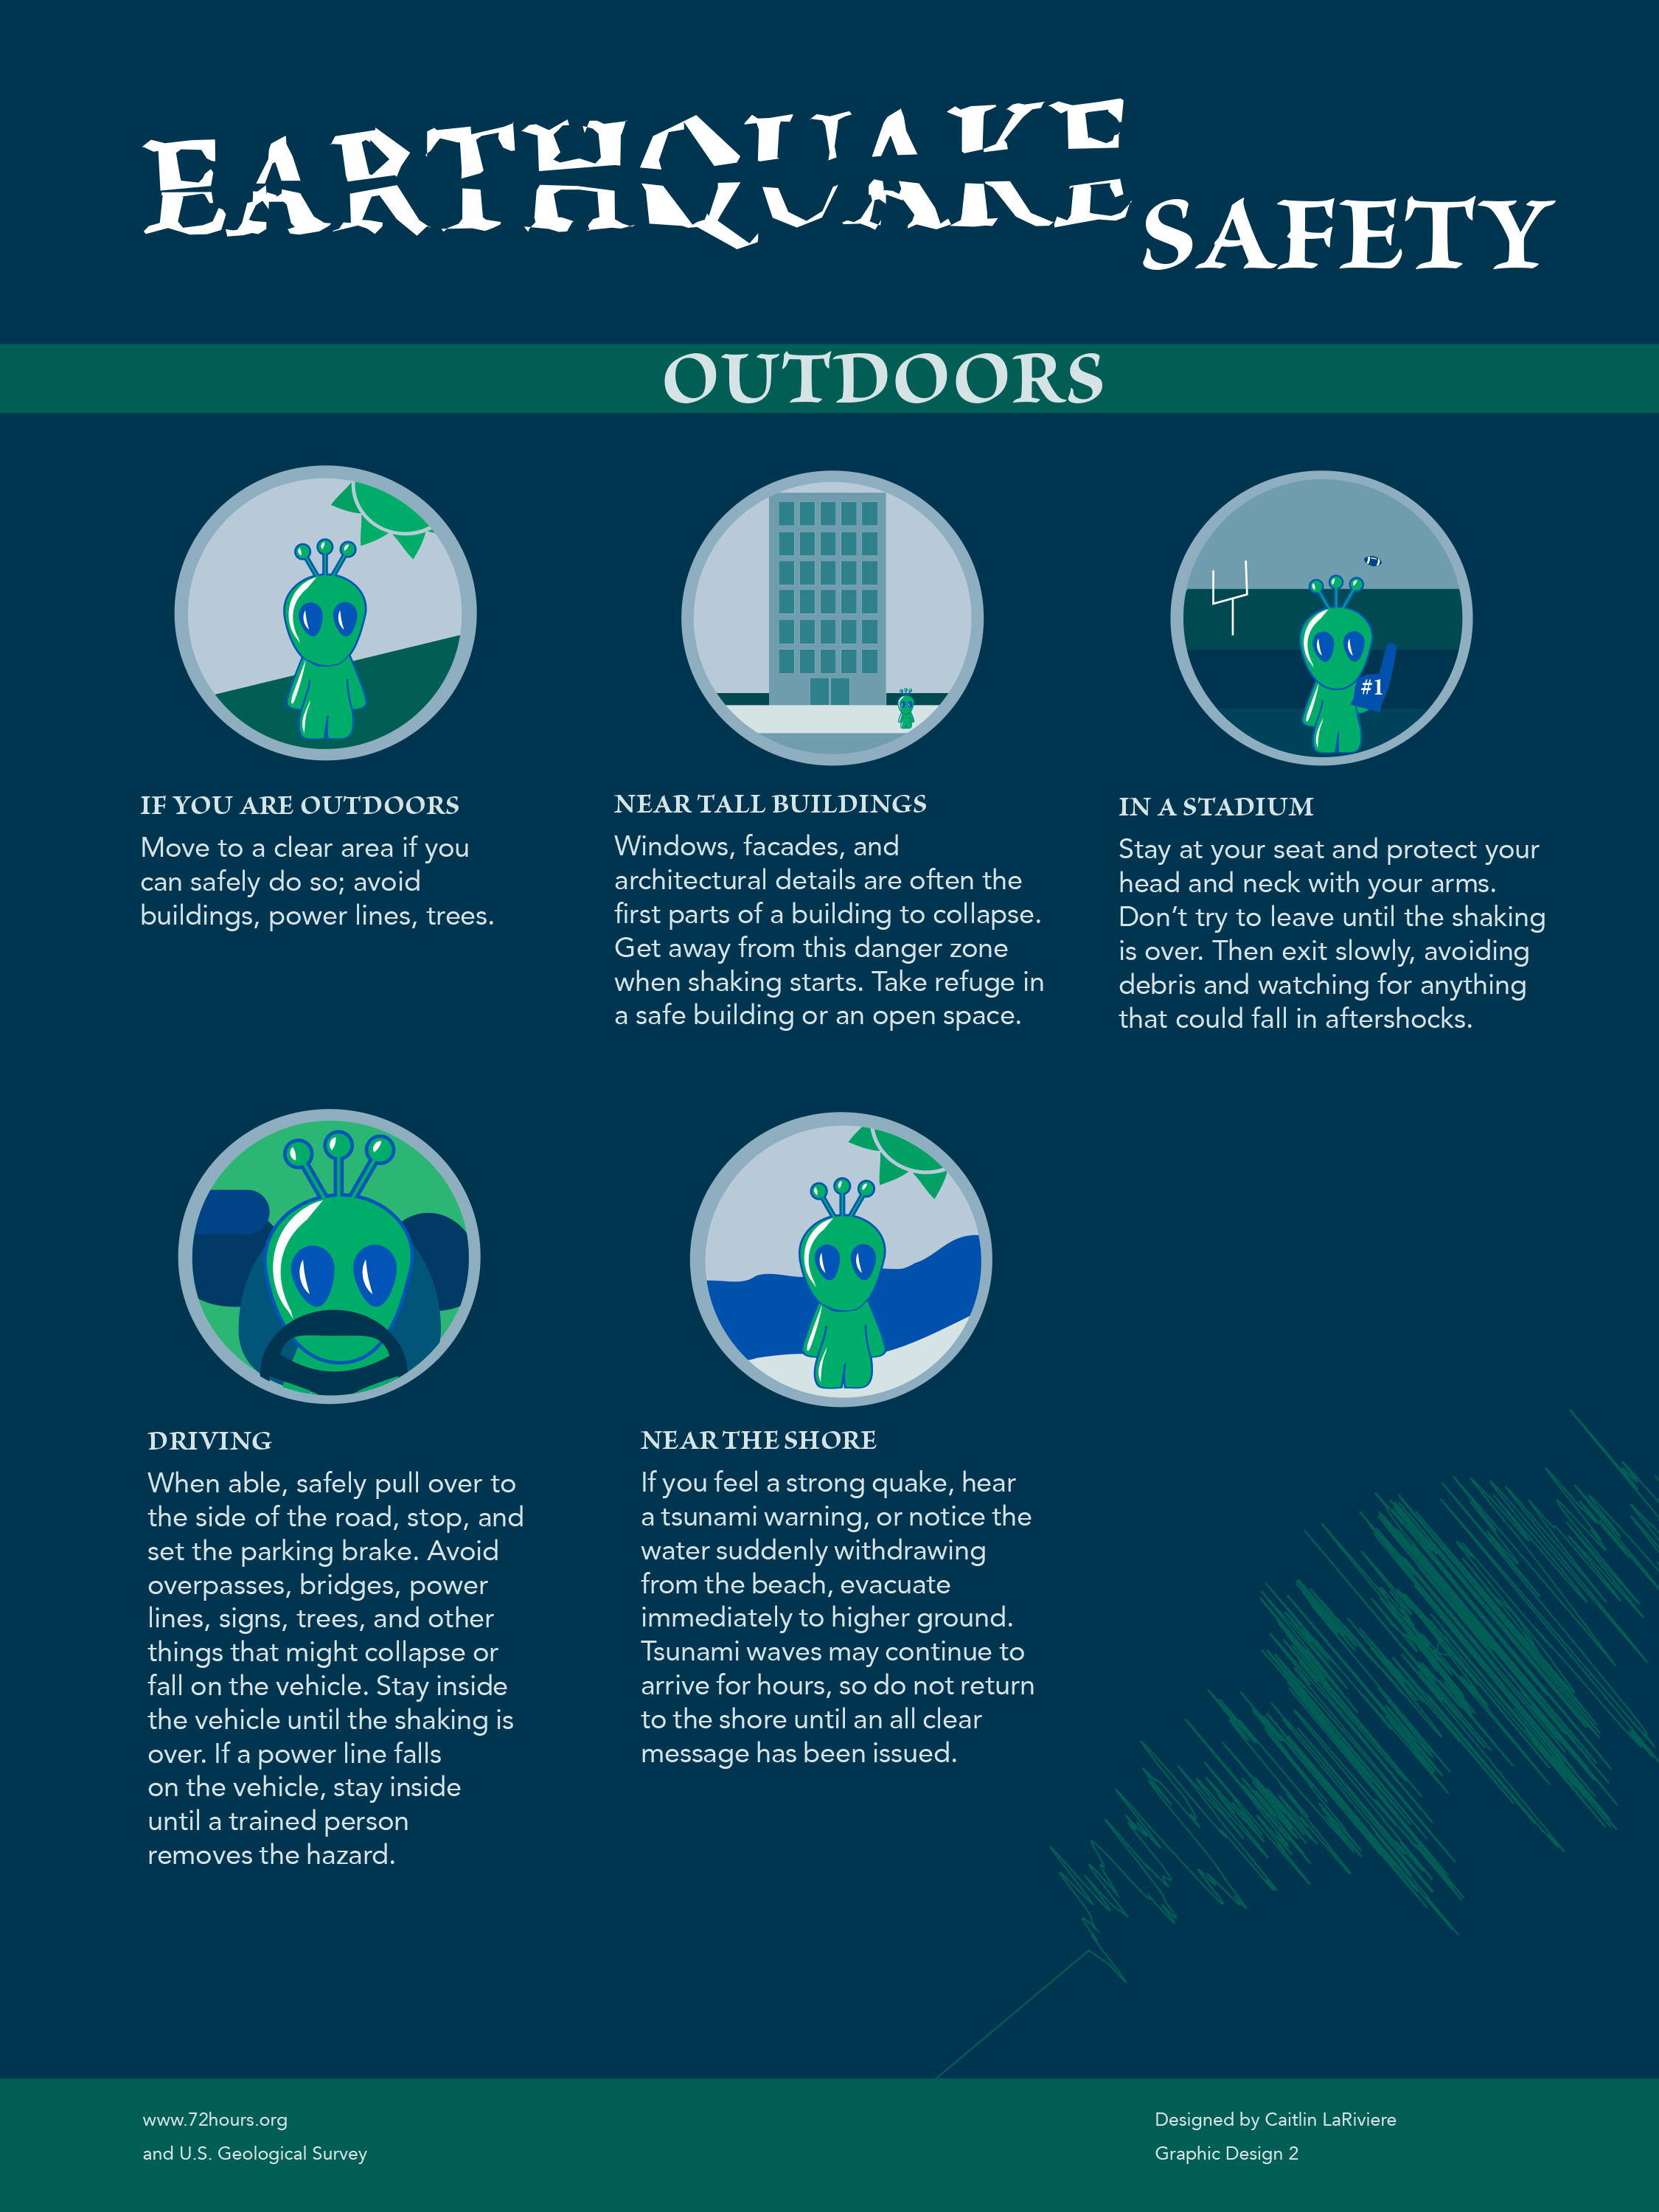 EARTHQUAKE SAFETY
OUTDOORS
#1
IF YOU ARE OUTDOORS
Move to a clear area if you
can safely do so; avoid
buildings, power lines, trees.
NEAR TALL BUILDINGS
Windows, facades, and
architectural details are often the
first parts of a building to collapse.
Get away from this danger zone
when shaking starts. Take refuge in
a safe building or an open space.
IN A STADIUM
Stay at your seat and protect your
head and neck with your arms.
Don’t try to leave until the shaking
is over. Then exit slowly, avoiding
debris and watching for anything
that could fall in aftershocks.
DRIVING
When able, safely pull over to
the side of the road, stop, and
set the parking brake. Avoid
overpasses, bridges, power
lines, signs, trees, and other
things that might collapse or
fall on the vehicle. Stay inside
the vehicle until the shaking is
over. If a power line falls
on the vehicle, stay inside
until a trained person
removes the hazard.
NEAR THE SHORE
If you feel a strong quake, hear
a tsunami warning, or notice the
water suddenly withdrawing
from the beach, evacuate
immediately to higher ground.
Tsunami waves may continue to
arrive for hours, so do not return
to the shore until an all clear
message has been issued.
www.72hours.org
and U.S. Geological Survey
Designed by Caitlin LaRiviere
Graphic Design 2